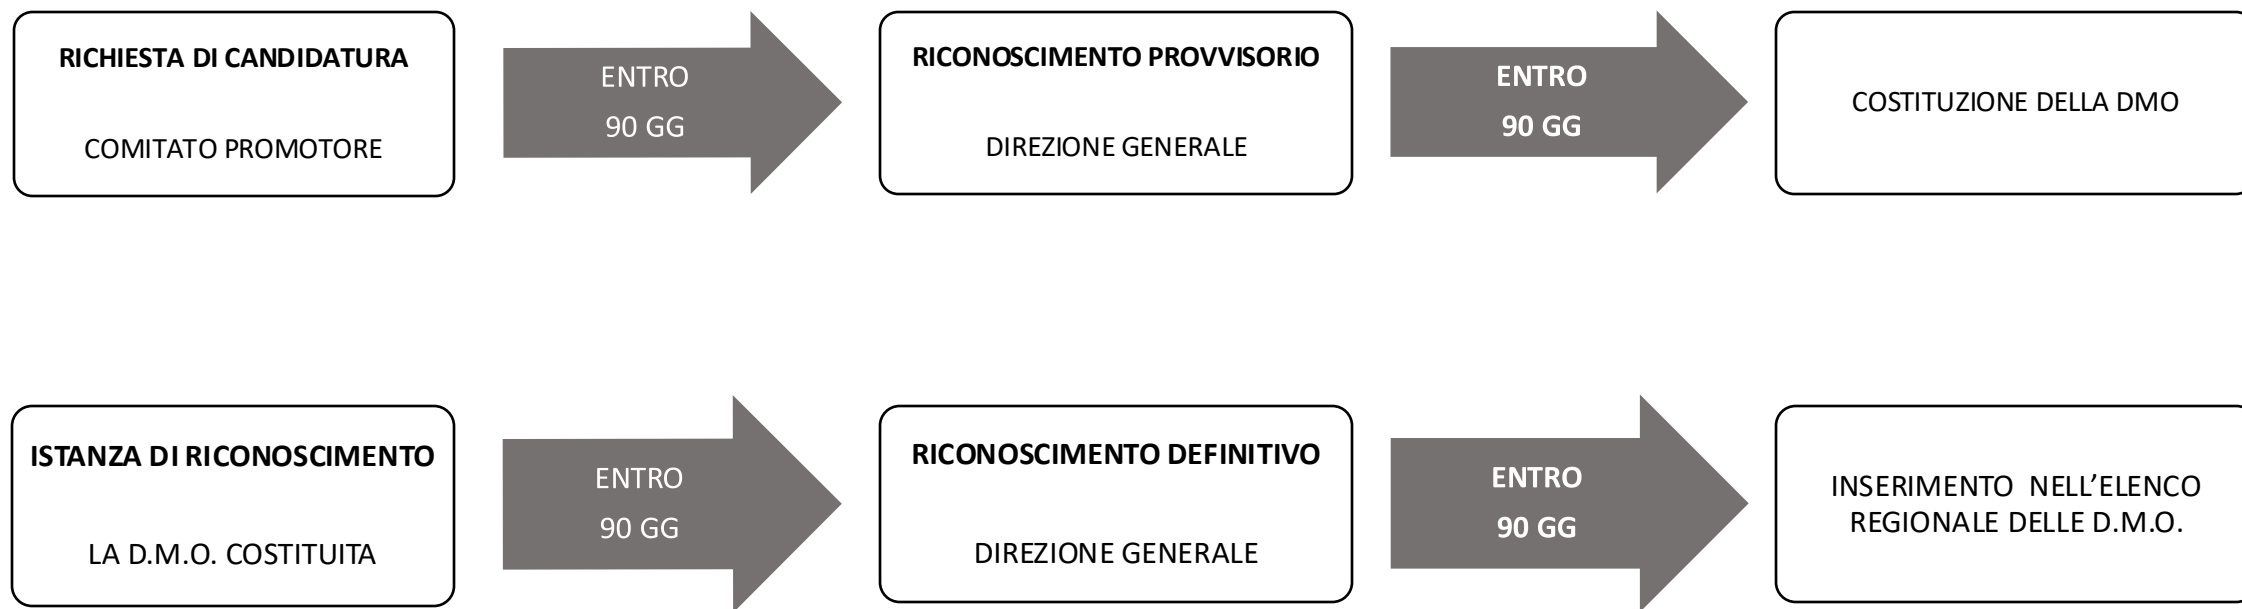 RICHIESTA DI CANDIDATURA
COMITATO PROMOTORE
ENTRO
90 GG
RICONOSCIMENTO PROVVISORIO
DIREZIONE GENERALE
ENTRO
90 GG
COSTITUZIONE DELLA DMO
ISTANZA DI RICONOSCIMENTO
LA D.M.O. COSTITUITA
ENTRO
90 GG
RICONOSCIMENTO DEFINITIVO
DIREZIONE GENERALE
ENTRO
90 GG
INSERIMENTO NELL’ELENCO
REGIONALE DELLE D.M.O.